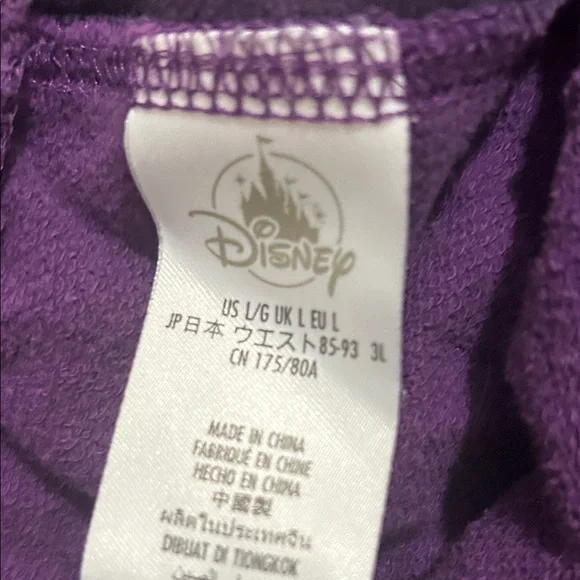 Disney
US L/G UK L EU L
JP日本 ウエスト85-93 3L
CN 175/80A
MADE IN CHINA
FABRIQUÉ EN CHINE
HECHO EN CHINA
中國製
ผลิตในประเทศจีน
DIBUAT DI TIONGKOK